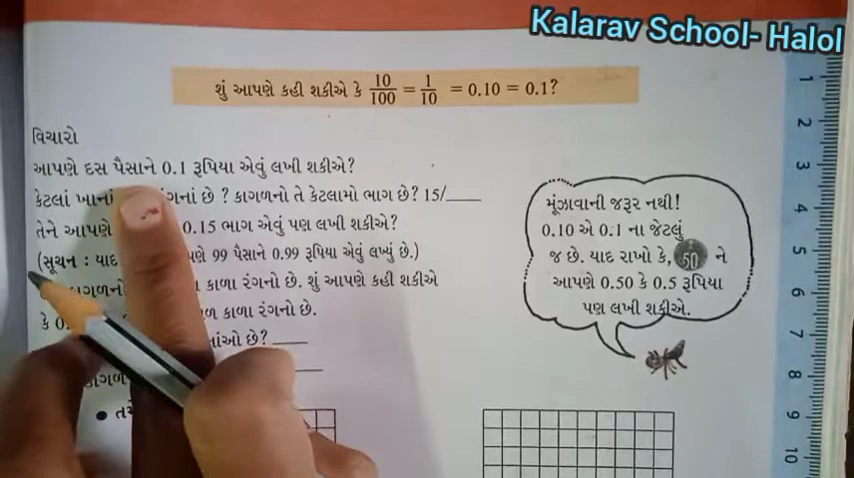 Kalarav School- Halol
શું આપણે કહી શકીએ કે 10/100 = 1/10 = 0.10 = 0.1?
વિચારો
આપણે દસ પૈસાને 0.1 રૂપિયા એવું લખી શકીએ?
કેટલાં ખાનાં ગનાં છે ? કાગળનો તે કેટલામો ભાગ છે? 15/____
તેને આપણે 0.15 ભાગ એવું પણ લખી શકીએ?
(સૂચન : યાદ ણે 99 પૈસાને 0.99 રૂપિયા એવું લખ્યું છે.)
કાળા રંગનો છે. શું આપણે કહી શકીએ
કે 0. ળ કાળા રંગનો છે.
નાંઓ છે? ____
મૂંઝાવાની જરૂર નથી!
0.10 એ 0.1 ના જેટલું
જ છે. યાદ રાખો કે, 50 ને
આપણે 0.50 કે 0.5 રૂપિયા
પણ લખી શકીએ.
1
2
3
4
5
6
7
8
9
10